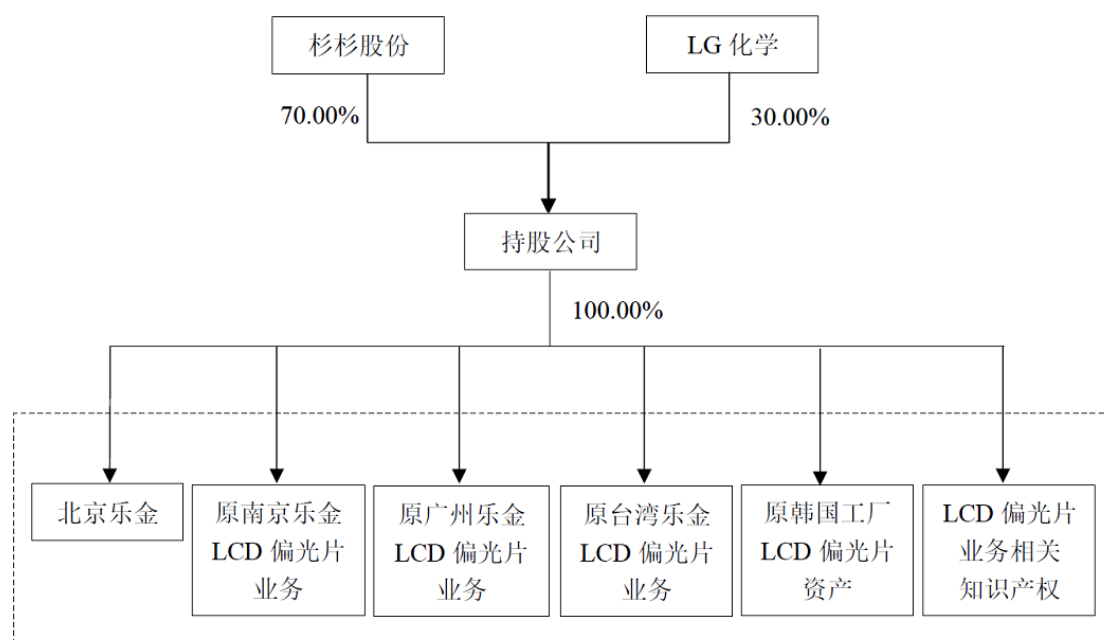 杉杉股份
LG 化学
70.00%
30.00%
持股公司
100.00%
北京乐金
原南京乐金
LCD 偏光片
业务
原广州乐金
LCD 偏光片
业务
原台湾乐金
LCD 偏光片
业务
原韩国工厂
LCD 偏光片
资产
LCD 偏光片
业务相关
知识产权